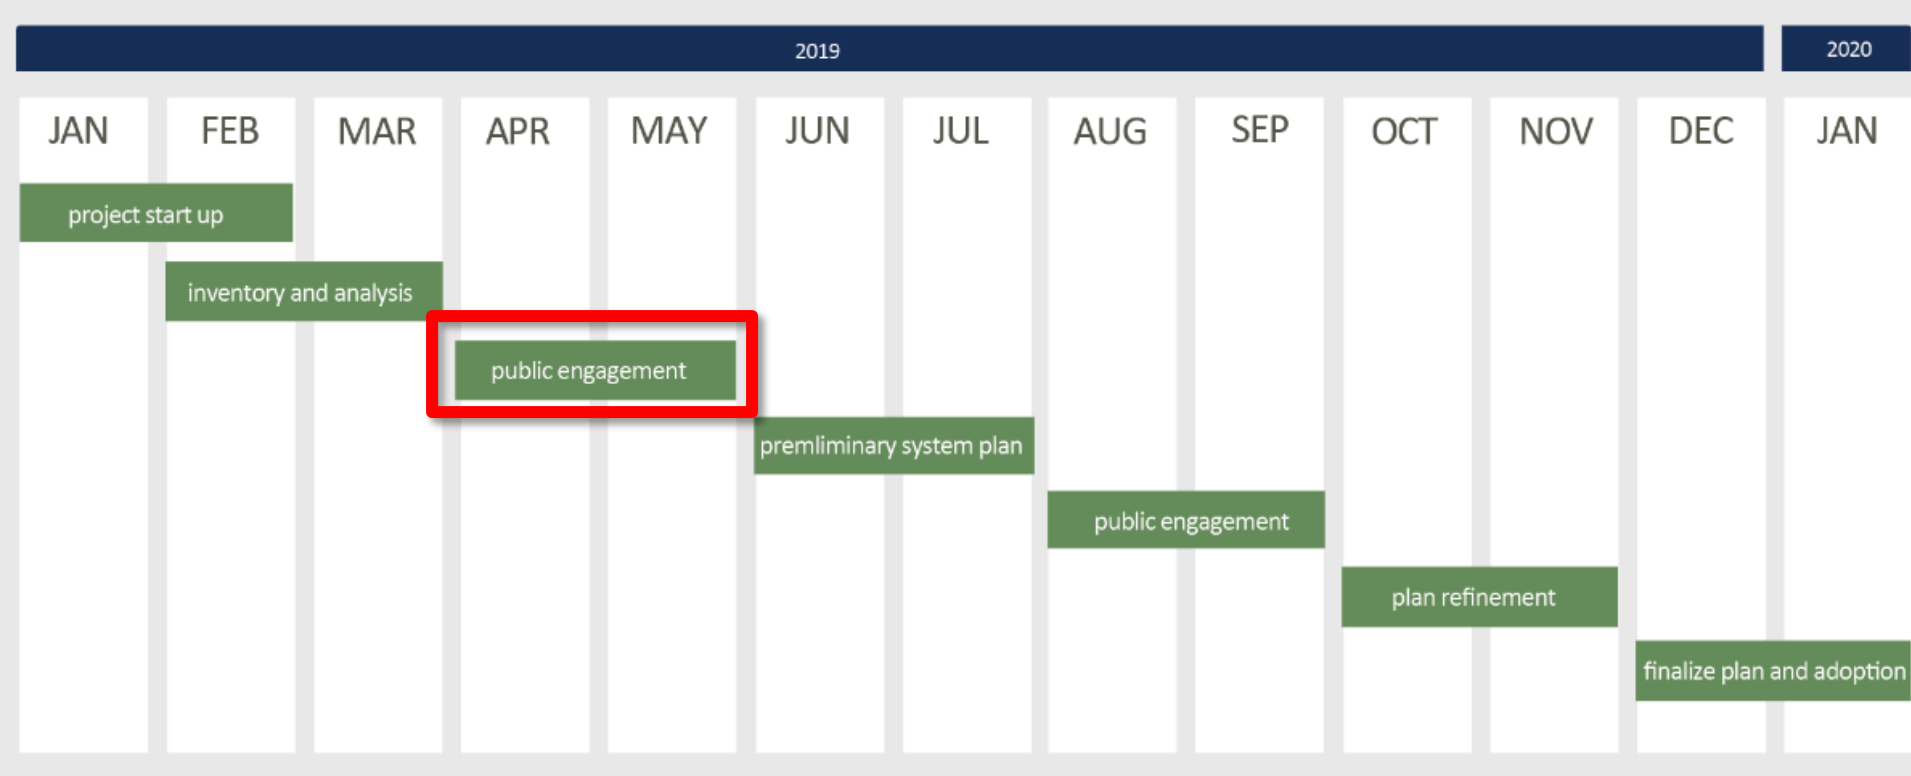 2019 2020
JAN FEB MAR APR MAY JUN JUL AUG SEP OCT NOV DEC JAN
project start up
inventory and analysis
public engagement
premliminary system plan
public engagement
plan refinement
finalize plan and adoption